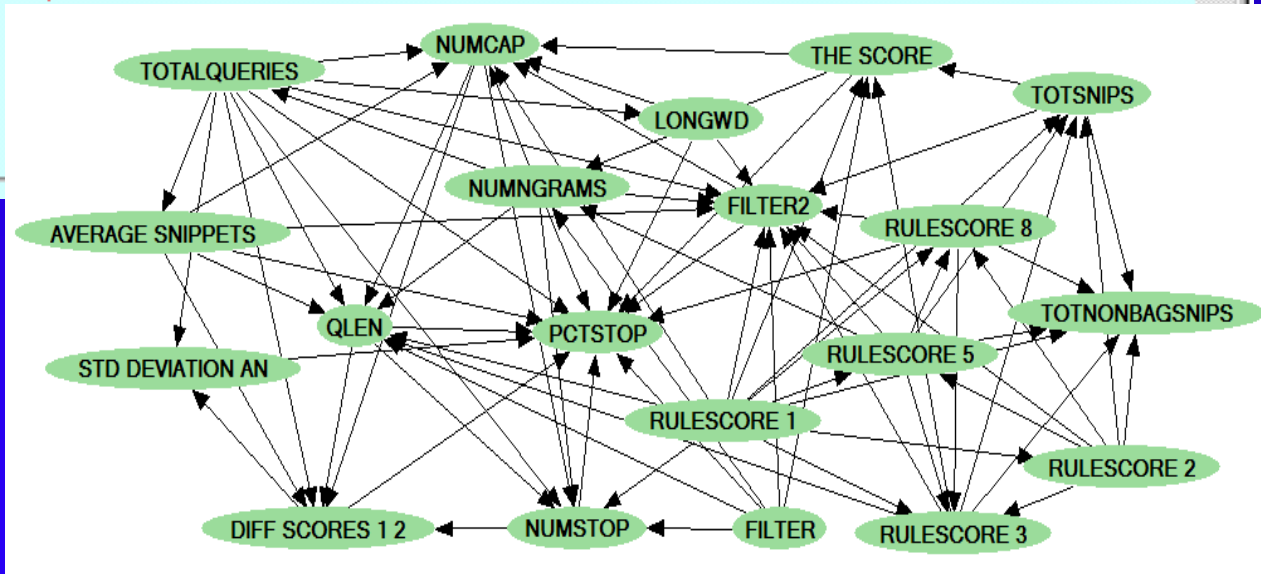 NUMCAP
THE SCORE
TOTALQUERIES
TOTSNIPS
LONGWD
NUMNGRAMS
FILTER2
RULESCORE 8
AVERAGE SNIPPETS
TOTNONBAGSNIPS
QLEN
PCTSTOP
RULESCORE 5
STD DEVIATION AN
RULESCORE 1
RULESCORE 2
DIFF SCORES 1 2
NUMSTOP
FILTER
RULESCORE 3